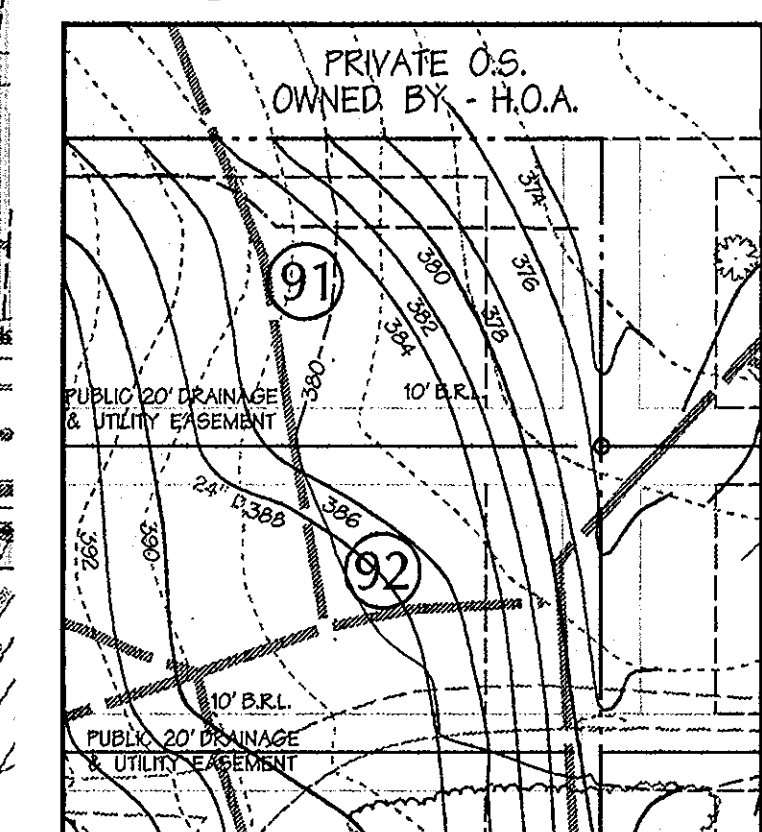 PRIVATE O.S.
OWNED BY - H.O.A.
374
91
380
376
382
378
384
380
PUBLIC 20' DRAINAGE
& UTILITY EASEMENT
10' B.R.L.
24"
388
386
392
390
92
10' B.R.L.
PUBLIC 20' DRAINAGE
& UTILITY EASEMENT